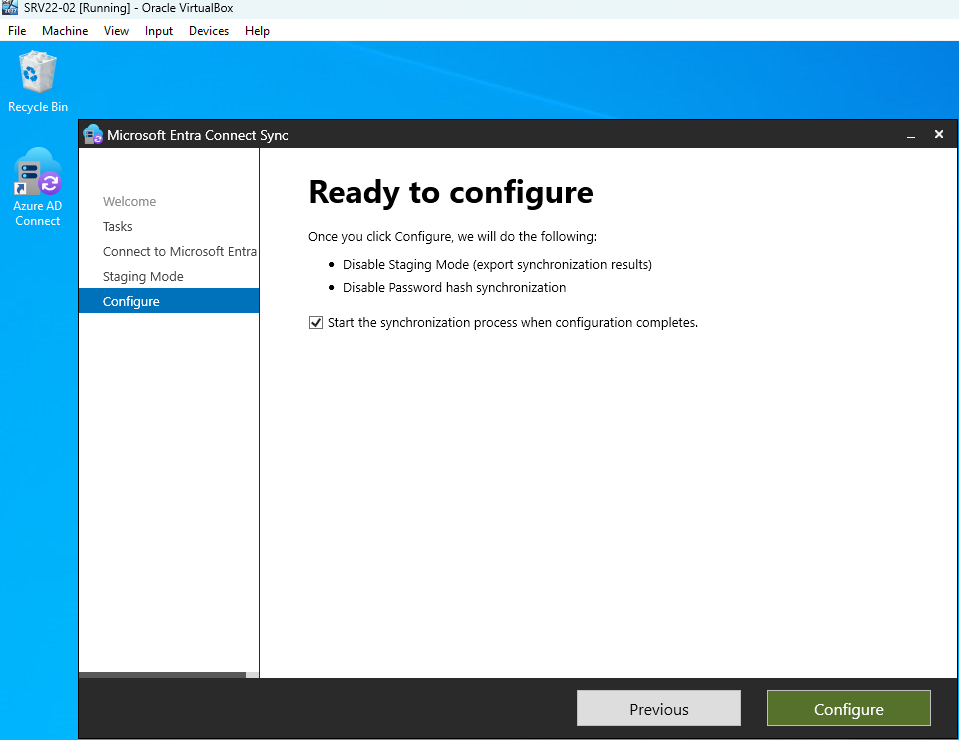 SRV22-02 [Running] - Oracle VirtualBox
File Machine View Input Devices Help
Recycle Bin
Azure AD
Connect
Microsoft Entra Connect Sync
Welcome
Tasks
Connect to Microsoft Entra
Staging Mode
Configure
Ready to configure
Once you click Configure, we will do the following:
Disable Staging Mode (export synchronization results)
Disable Password hash synchronization
Start the synchronization process when configuration completes.
Previous
Configure